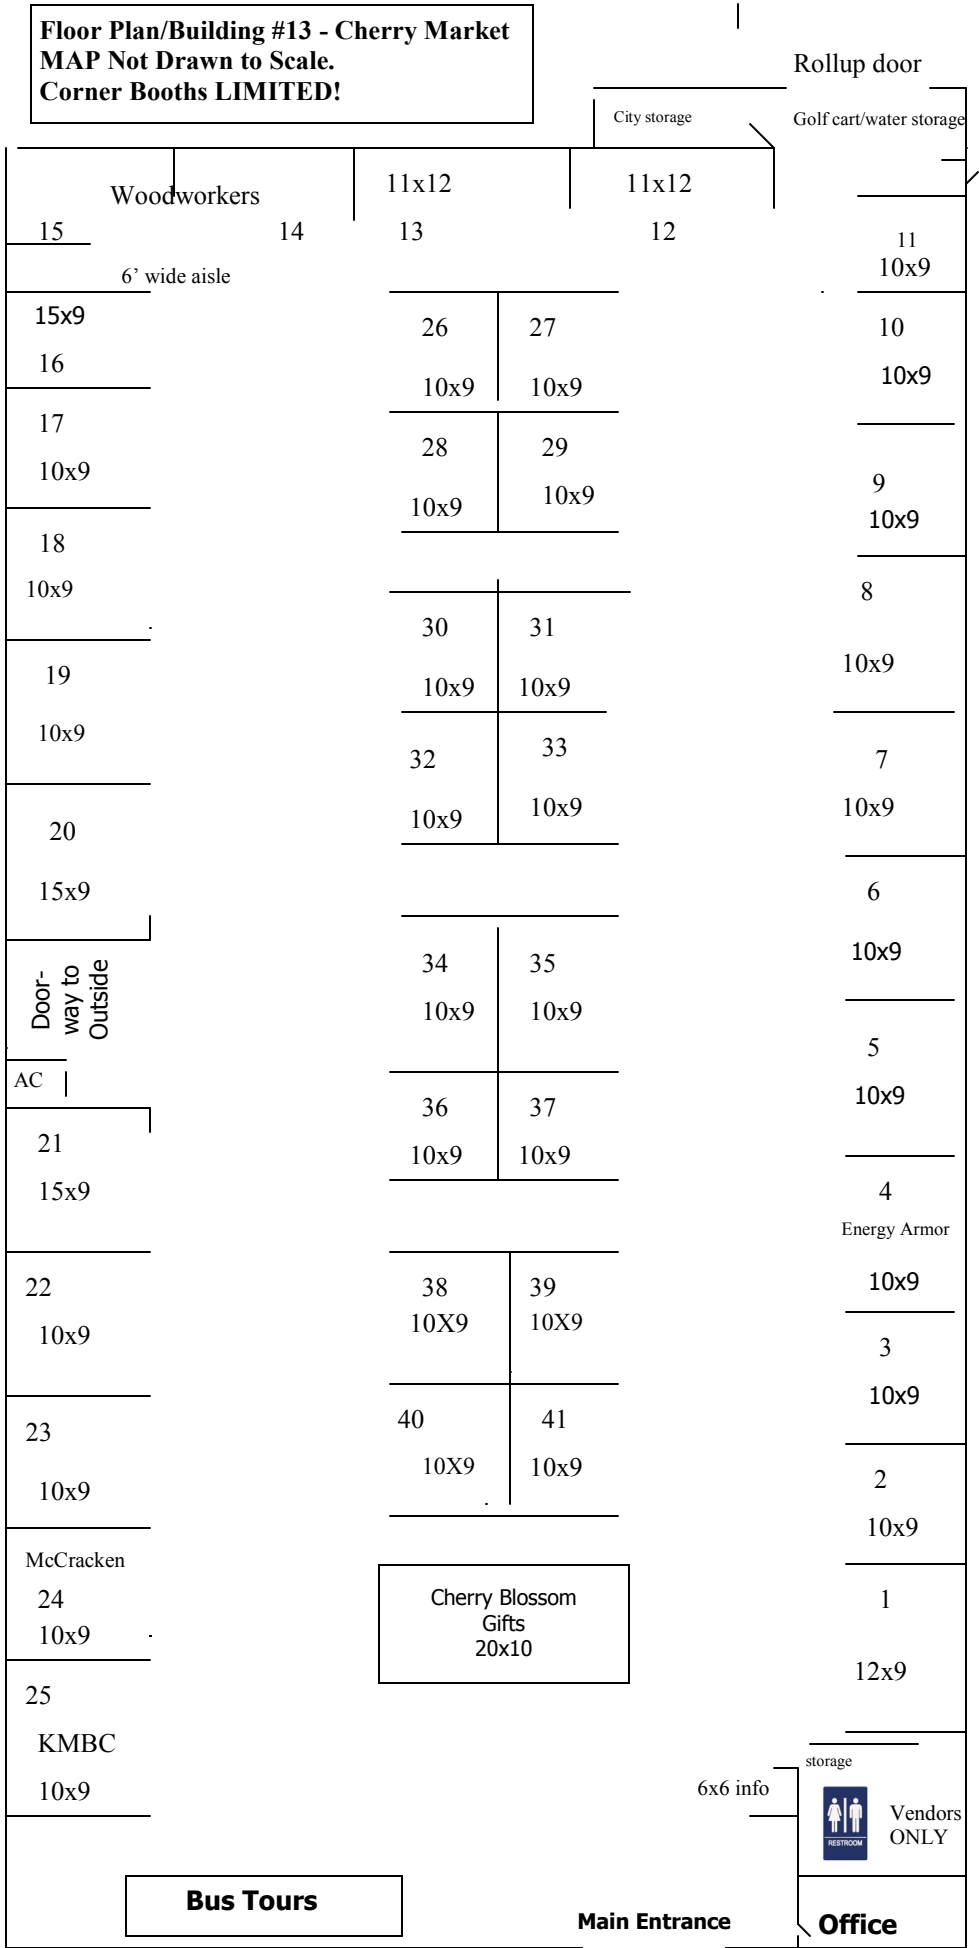 Floor Plan/Building #13 - Cherry Market
MAP Not Drawn to Scale.
Corner Booths LIMITED!
Rollup door
City storage
Golf cart/water storage
Woodworkers
11x12
11x12
15
14
13
12
11
10x9
6’ wide aisle
15x9
16
26
27
10x9
10x9
10
10x9
17
10x9
28
29
10x9
10x9
9
10x9
18
10x9
8
10x9
30
31
10x9
10x9
19
10x9
32
33
10x9
10x9
7
10x9
20
15x9
6
10x9
Door-
way to
Outside
34
35
10x9
10x9
5
10x9
AC
36
37
10x9
10x9
21
15x9
4
Energy Armor
10x9
22
10x9
38
39
10X9
10X9
3
10x9
23
10x9
40
41
10X9
10x9
2
10x9
McCracken
24
10x9
Cherry Blossom
Gifts
20x10
1
12x9
25
KMBC
10x9
storage
6x6 info
RESTROOM
Vendors
ONLY
Bus Tours
Main Entrance
Office